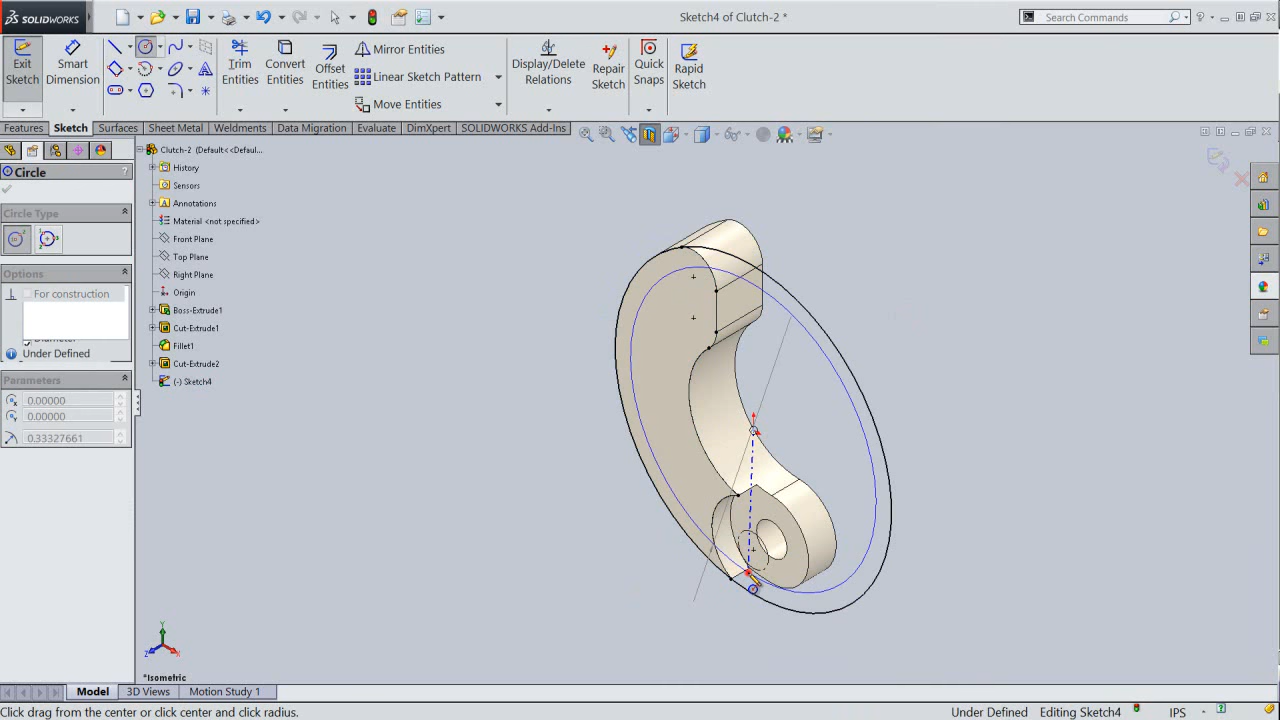 SOLIDWORKS
Sketch4 of Clutch-2 *
Search Commands
Exit Sketch
Smart Dimension
Trim Entities
Convert Entities
Offset Entities
Mirror Entities
Linear Sketch Pattern
Move Entities
Display/Delete Relations
Repair Sketch
Quick Snaps
Rapid Sketch
Features
Sketch
Surfaces
Sheet Metal
Weldments
Data Migration
Evaluate
DimXpert
SOLIDWORKS Add-Ins
Circle
?
Circle Type
Options
For construction
Diameter
Under Defined
Parameters
0.00000
0.00000
0.33327661
Clutch-2 (Default<<Defaul...
History
Sensors
Annotations
Material <not specified>
Front Plane
Top Plane
Right Plane
Origin
Boss-Extrude1
Cut-Extrude1
Fillet1
Cut-Extrude2
(-) Sketch4
Y
Z
X
*Isometric
Model
3D Views
Motion Study 1
Click drag from the center or click center and click radius.
Under Defined
Editing Sketch4
IPS